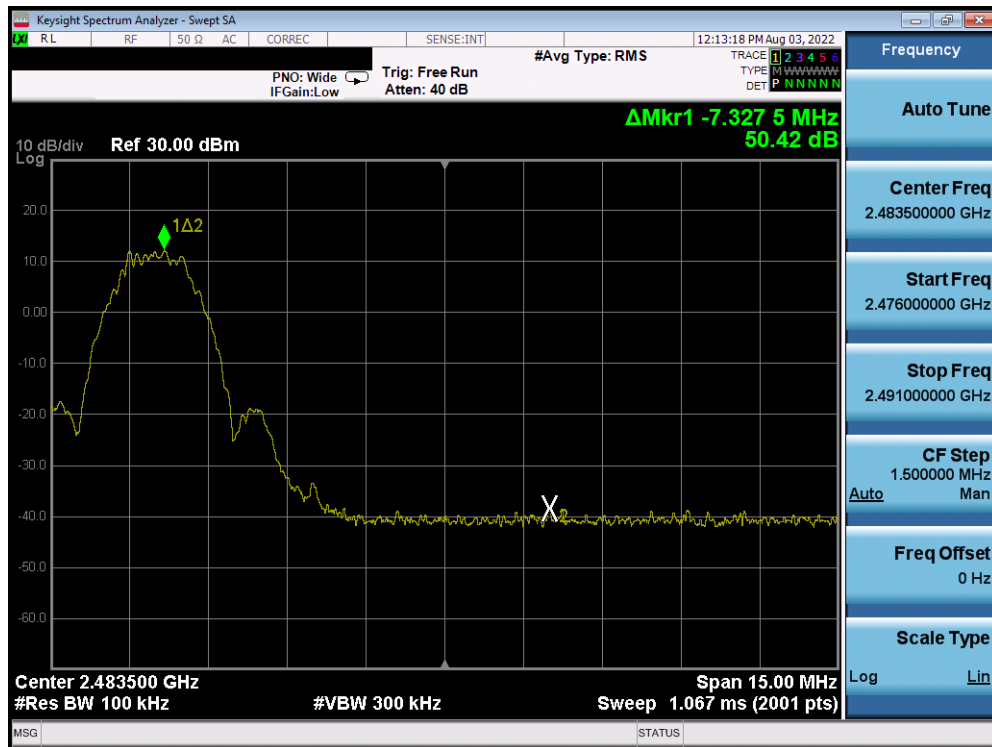 Keysight Spectrum Analyzer - Swept SA
LXI RL RF 50 Ω AC CORREC SENSE:INT 12:13:18 PM Aug 03, 2022
#Avg Type: RMS TRACE 1 2 3 4 5 6
PNO: Wide Trig: Free Run TYPE M W W W W W
IFGain:Low Atten: 40 dB DET P N N N N N
ΔMkr1 -7.327 5 MHz
10 dB/div Ref 30.00 dBm 50.42 dB
Log
20.0
1Δ2
10.0
0.00
-10.0
-20.0
-30.0
-40.0
X2
-50.0
-60.0
Center 2.483500 GHz Span 15.00 MHz
#Res BW 100 kHz #VBW 300 kHz Sweep 1.067 ms (2001 pts)
MSG STATUS
Frequency
Auto Tune
Center Freq
2.483500000 GHz
Start Freq
2.476000000 GHz
Stop Freq
2.491000000 GHz
CF Step
1.500000 MHz
Auto Man
Freq Offset
0 Hz
Scale Type
Log Lin